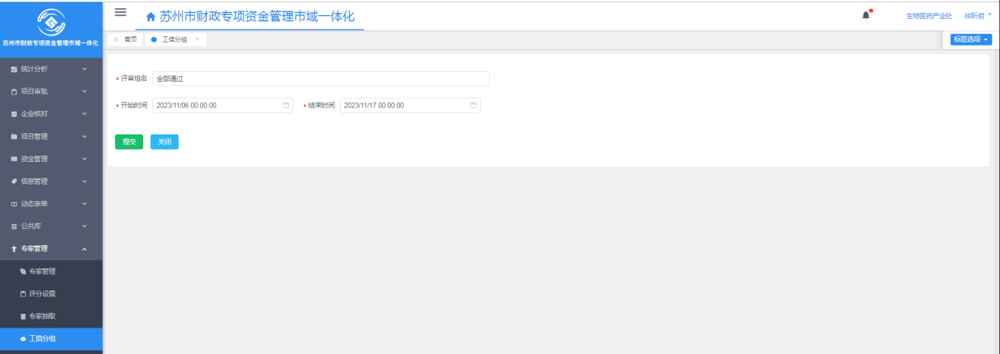 苏州市财政专项资金管理市域一体化
生物医药产业处 徐昕玥
苏州市财政专项资金管理市域一体化
首页 工信分组 ×
标签选项
统计分析
项目审批
企业核对
项目管理
资金管理
信息管理
动态表单
公共库
专家管理
专家管理
评分设置
专家抽取
工信分组
* 评审组名 全部通过
* 开始时间 2023/11/06 00:00:00 * 结束时间 2023/11/17 00:00:00
提交 关闭